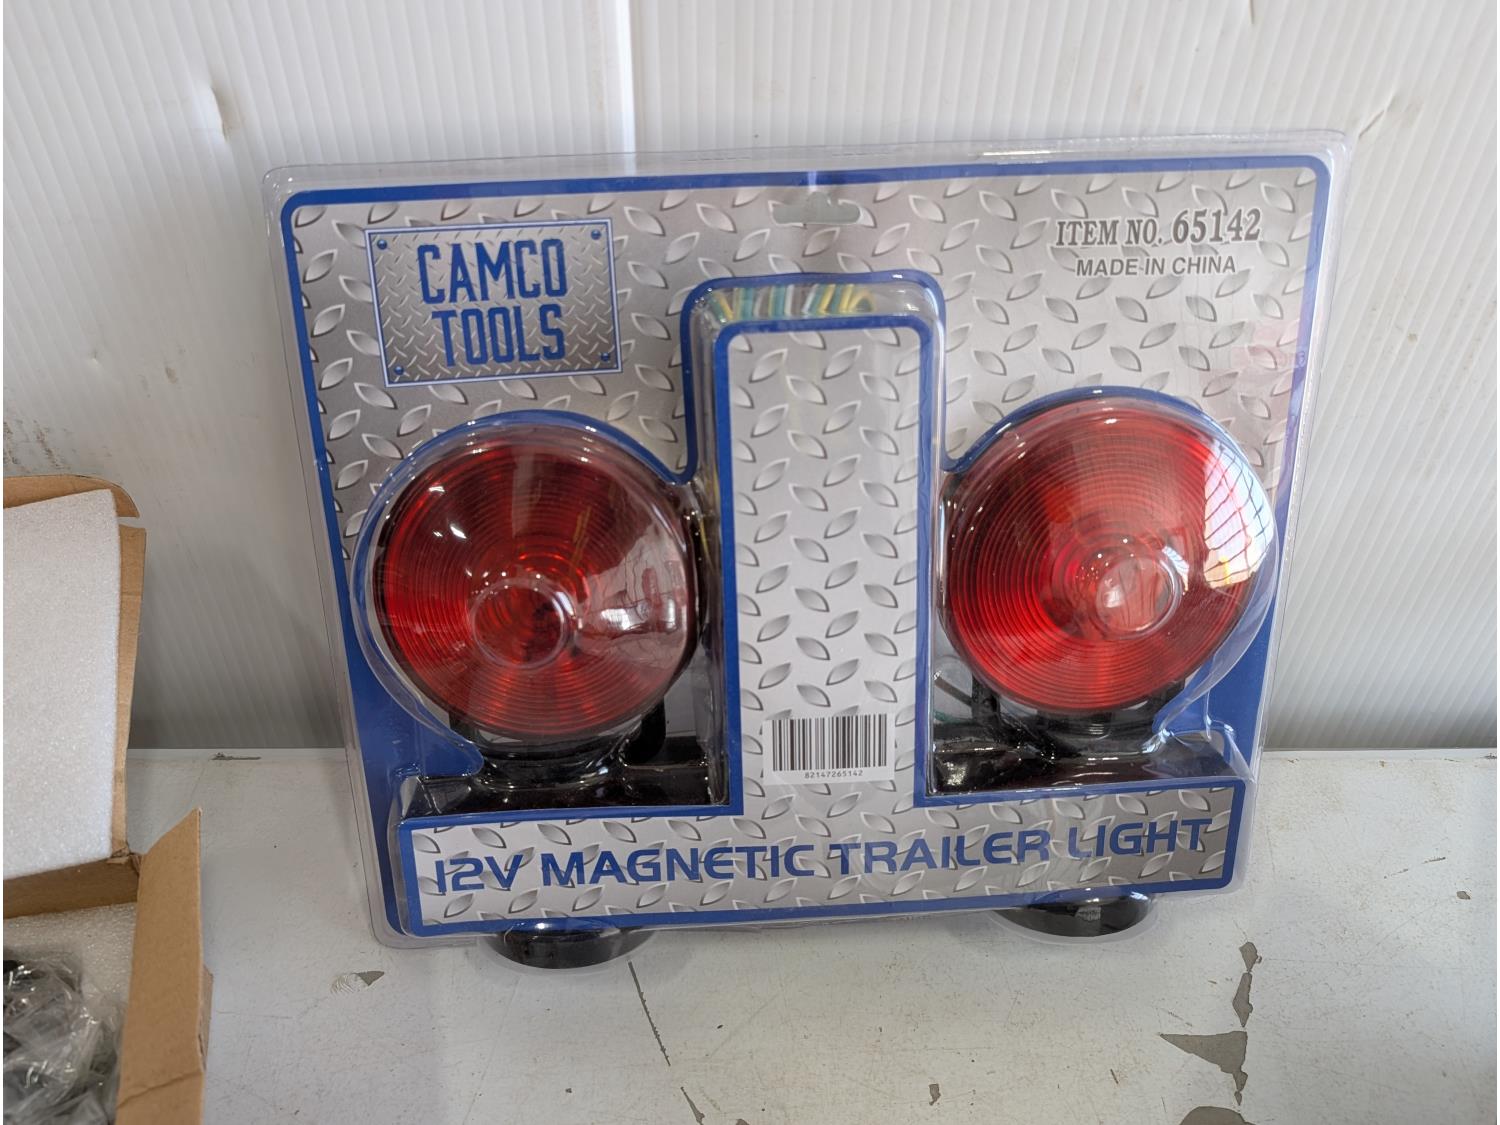 CAMCO
TOOLS
ITEM NO. 65142
MADE IN CHINA
82147265142
12V MAGNETIC TRAILER LIGHT